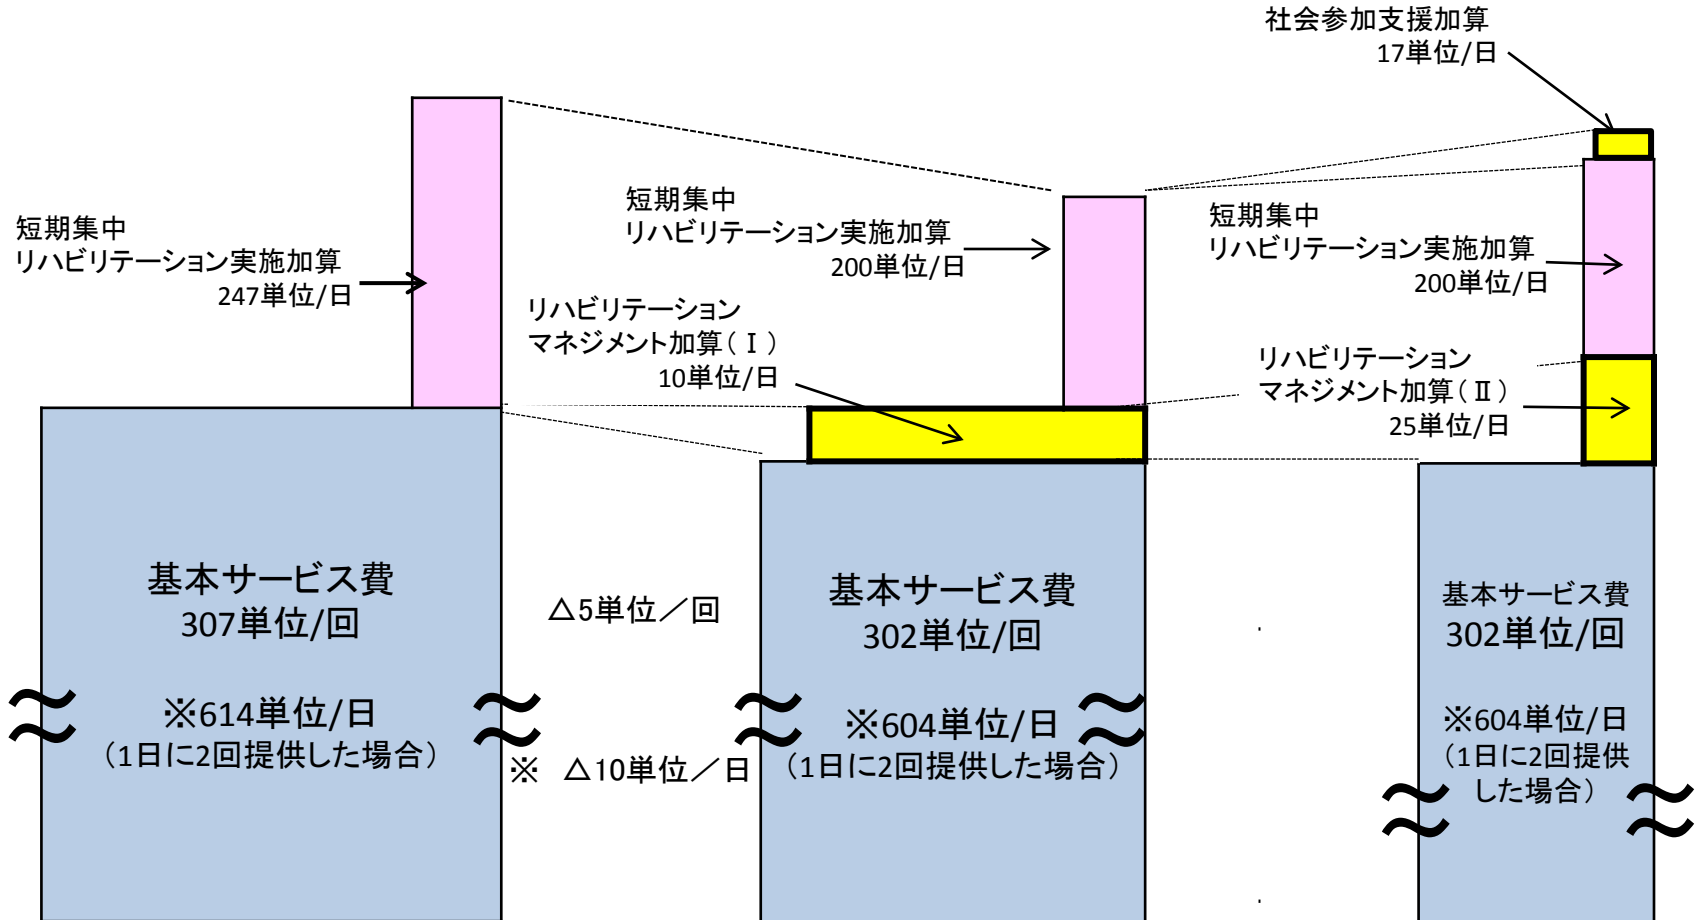 社会参加支援加算
17単位/日
短期集中
リハビリテーション実施加算
247単位/日
短期集中
リハビリテーション実施加算
200単位/日
短期集中
リハビリテーション実施加算
200単位/日
リハビリテーション
マネジメント加算(Ⅰ)
10単位/日
リハビリテーション
マネジメント加算(Ⅱ)
25単位/日
基本サービス費
307単位/回
※614単位/日
(1日に2回提供した場合)
△5単位/回
※ △10単位/日
基本サービス費
302単位/回
※604単位/日
(1日に2回提供した場合)
基本サービス費
302単位/回
※604単位/日
(1日に2回提供
した場合)